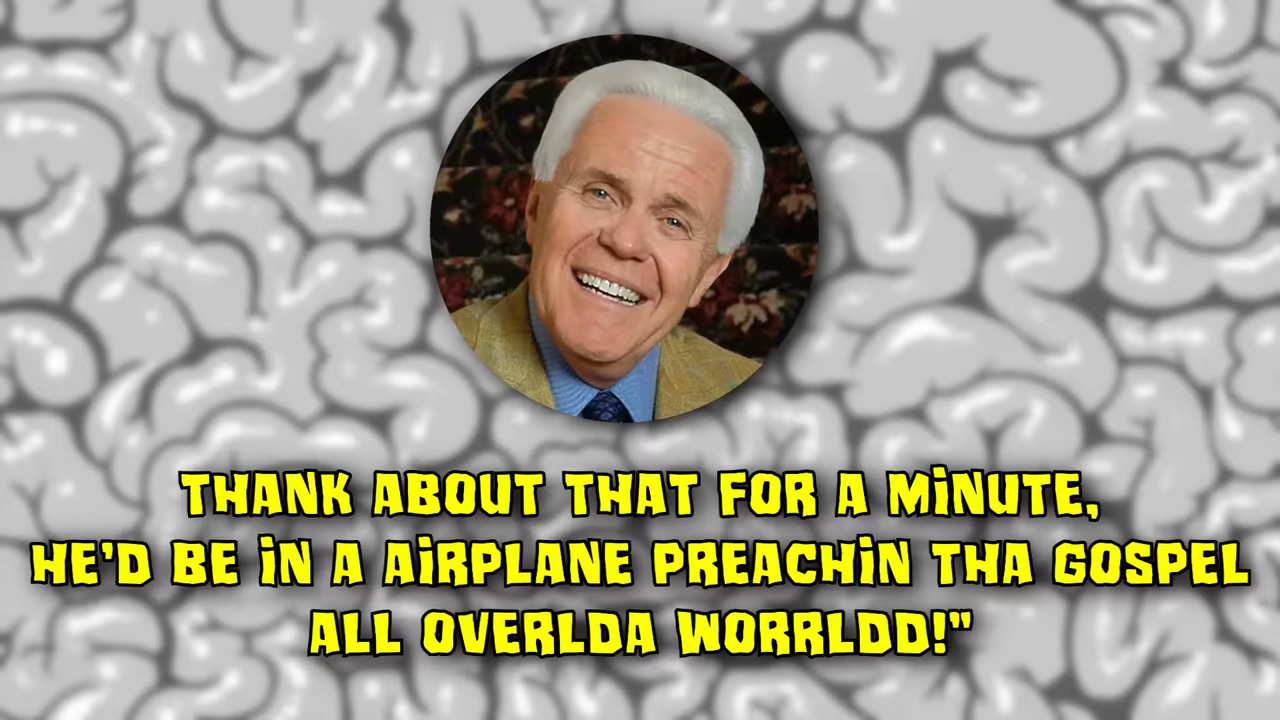 THANK ABOUT THAT FOR A MiNUTE,
HE'D BE iN A AiRPLANE PREACHiN THA GOSPEL
ALL OVERLDA WORRLDD!"